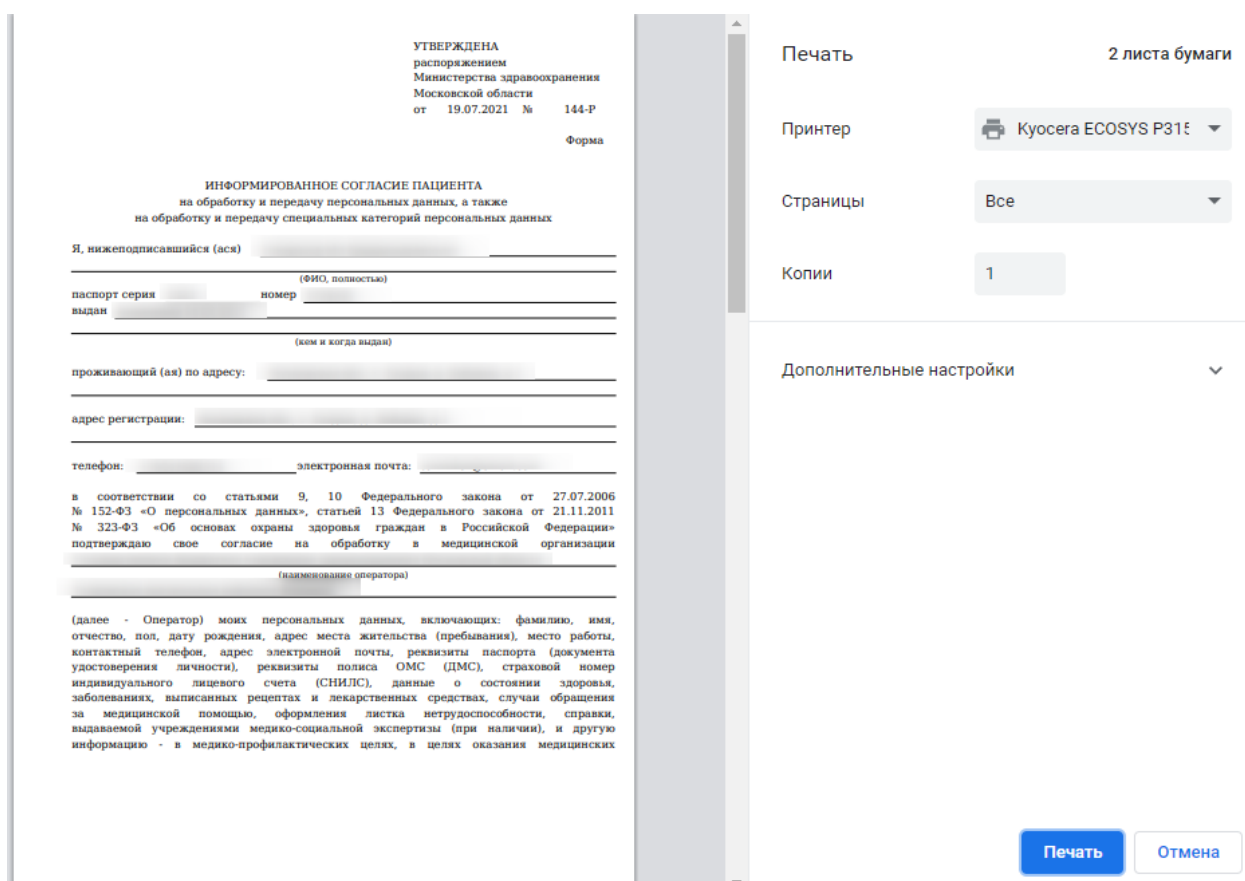 УТВЕРЖДЕНА
распоряжением
Министерства здравоохранения
Московской области
от 19.07.2021 № 144-Р
Форма
ИНФОРМИРОВАННОЕ СОГЛАСИЕ ПАЦИЕНТА
на обработку и передачу персональных данных, а также
на обработку и передачу специальных категорий персональных данных
Я, нижеподписавшийся (аяся)
(ФИО, полностью)
паспорт серия номер
выдан
(кем и когда выдан)
проживающий (ая) по адресу:
адрес регистрации:
телефон: электронная почта:
в соответствии со статьями 9, 10 Федерального закона от 27.07.2006
№ 152-ФЗ «О персональных данных», статьей 13 Федерального закона от 21.11.2011
№ 323-ФЗ «Об основах охраны здоровья граждан в Российской Федерации»
подтверждаю свое согласие на обработку в медицинской организации
(наименование оператора)
(далее - Оператор) моих персональных данных, включающих: фамилию, имя,
отчество, пол, дату рождения, адрес места жительства (пребывания), место работы,
контактный телефон, адрес электронной почты, реквизиты паспорта (документа
удостоверения личности), реквизиты полиса ОМС (ДМС), страховой номер
индивидуального лицевого счета (СНИЛС), данные о состоянии здоровья,
заболеваниях, выписанных рецептах и лекарственных средствах, случаи обращения
за медицинской помощью, оформления листка нетрудоспособности, справки,
выдаваемой учреждениями медико-социальной экспертизы (при наличии), и другую
информацию - в медико-профилактических целях, в целях оказания медицинских
Печать 2 листа бумаги
Принтер Kyocera ECOSYS P315
Страницы Все
Копии 1
Дополнительные настройки
Печать Отмена